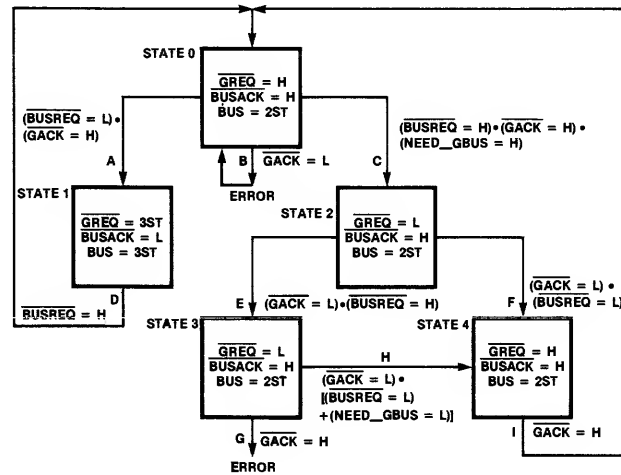 STATE 0
GREQ = H
BUSACK = H
BUS = 2ST
(BUSREQ = L)•
(GACK = H)
A
B
GACK = L
ERROR
C
(BUSREQ = H)•(GACK = H)•
(NEED__GBUS = H)
STATE 1
GREQ = 3ST
BUSACK = L
BUS = 3ST
D
BUSREQ = H
STATE 2
GREQ = L
BUSACK = H
BUS = 2ST
E
(GACK = L)•(BUSREQ = H)
F
(GACK = L)•
(BUSREQ = L)
STATE 3
GREQ = L
BUSACK = H
BUS = 2ST
H
(GACK = L)•
[(BUSREQ = L)
+(NEED__GBUS = L)]
STATE 4
GREQ = H
BUSACK = H
BUS = 2ST
G
GACK = H
ERROR
I
GACK = H